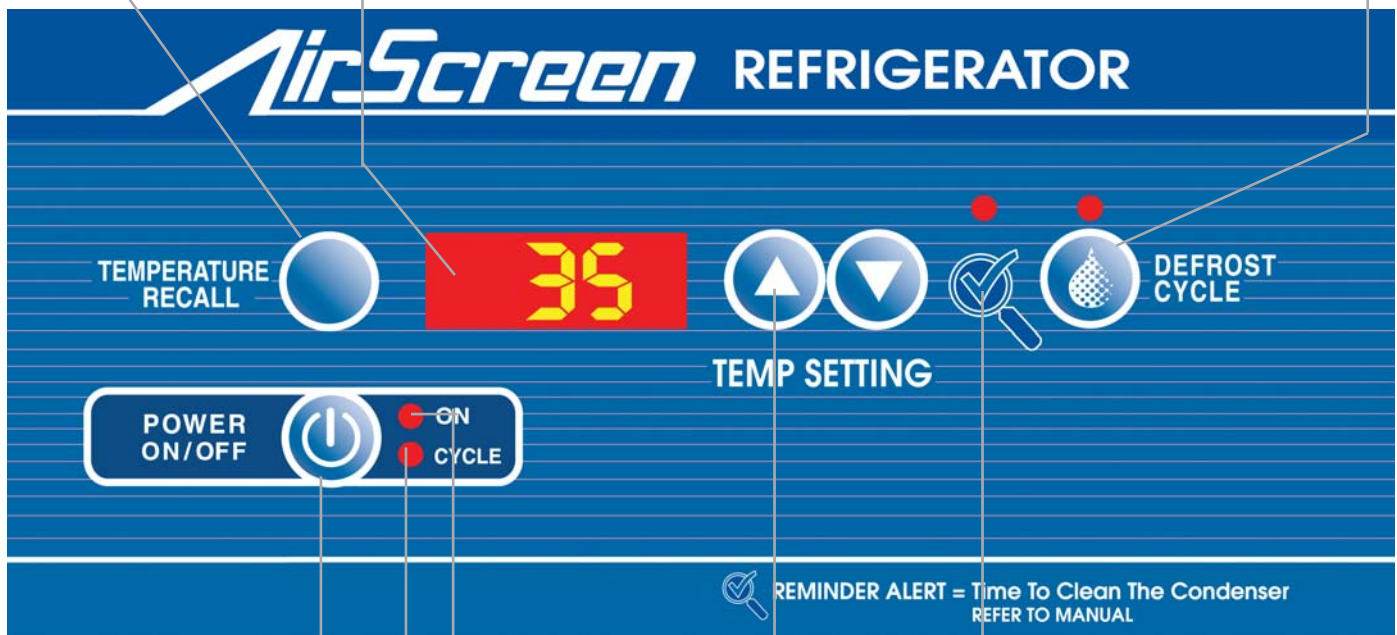 AirScreen REFRIGERATOR
TEMPERATURE
RECALL
35
DEFROST
CYCLE
TEMP SETTING
POWER
ON/OFF
ON
CYCLE
REMINDER ALERT = Time To Clean The Condenser
REFER TO MANUAL